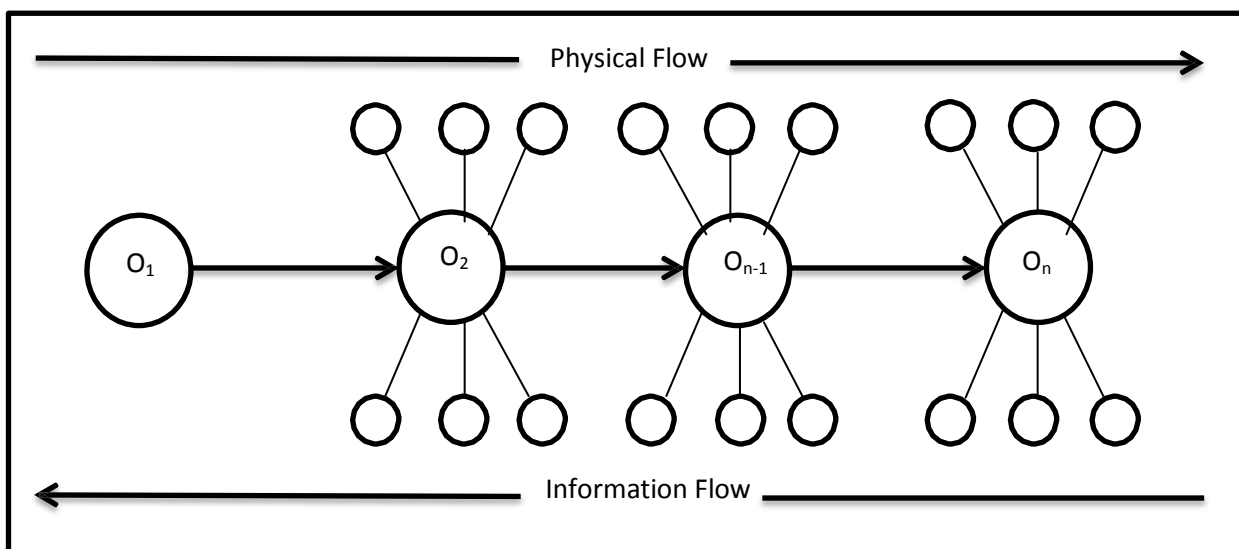 Physical Flow
O₁
O₂
Oₙ₋₁
Oₙ
Information Flow